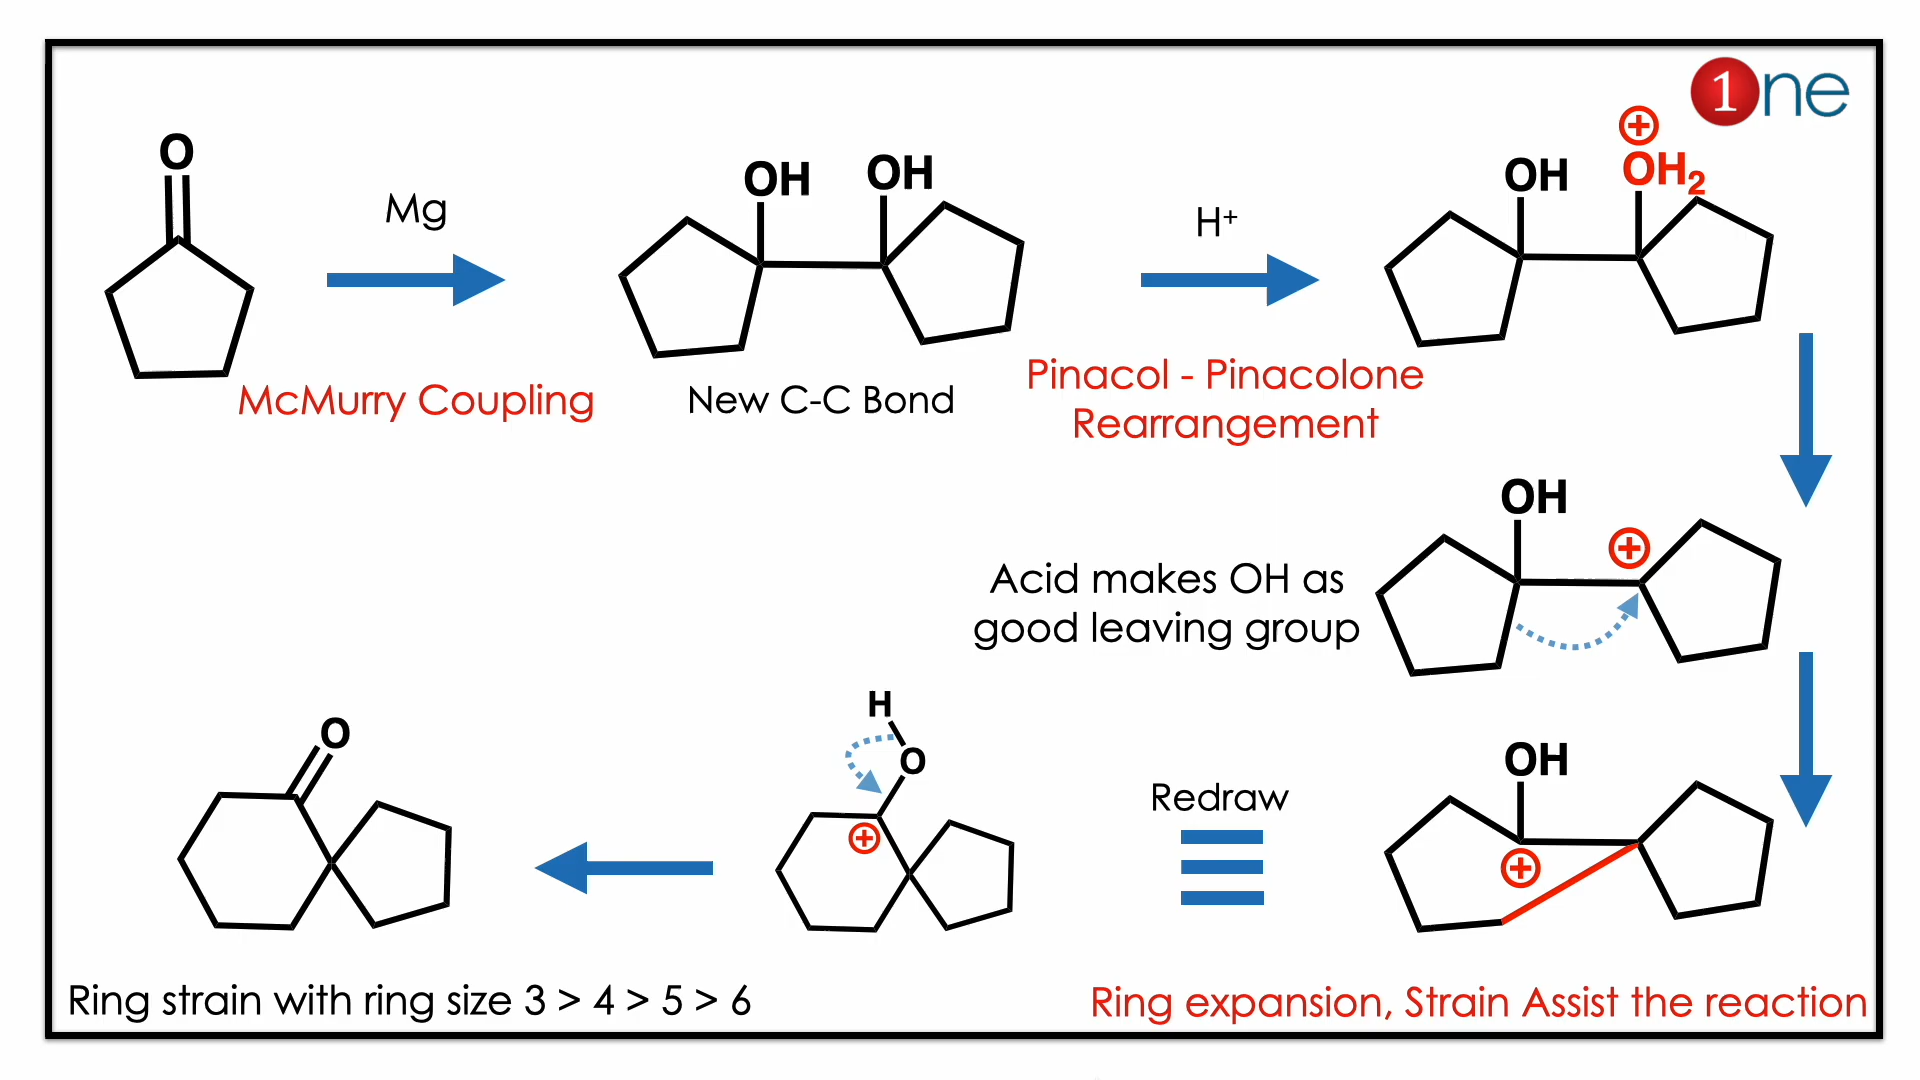 1ne
O
Mg
McMurry Coupling
OH OH
New C-C Bond
H⁺
Pinacol - Pinacolone
Rearrangement
OH OH₂
⊕
OH
⊕
Acid makes OH as
good leaving group
OH
⊕
Redraw
H
O
⊕
O
Ring strain with ring size 3 > 4 > 5 > 6
Ring expansion, Strain Assist the reaction